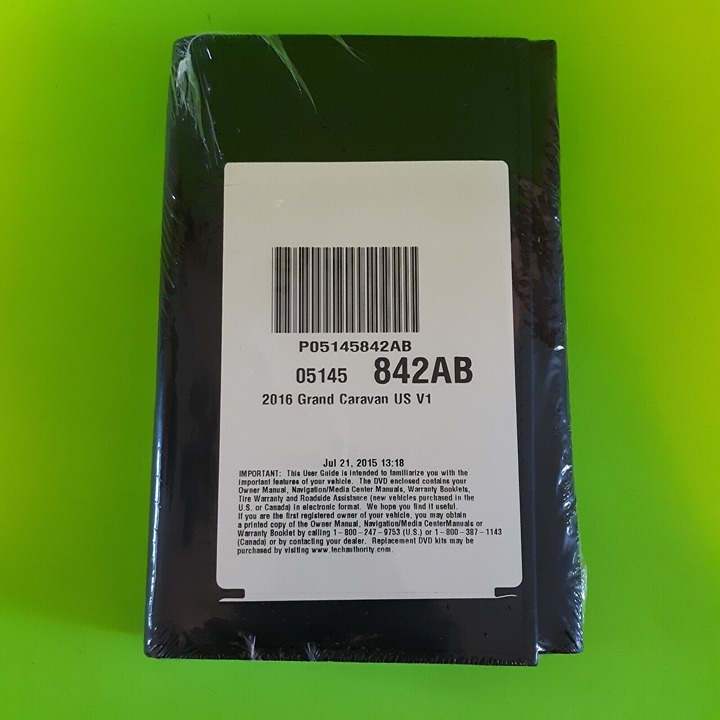 P05145842AB
05145 842AB
2016 Grand Caravan US V1
Jul 21, 2015 13:18
IMPORTANT: This User Guide is intended to familiarize you with the
important features of your vehicle. The DVD enclosed contains your
Owner Manual, Navigation/Media Center Manuals, Warranty Booklets,
Tire Warranty and Roadside Assistance (new vehicles purchased in the
U.S. or Canada) in electronic format. We hope you find it useful.
If you are the first registered owner of your vehicle, you may obtain
a printed copy of the Owner Manual, Navigation/Media CenterManuals or
Warranty Booklet by calling 1-800-247-9753 (U.S.) or 1-800-387-1143
(Canada) or by contacting your dealer. Replacement DVD kits may be
purchased by visiting www.techauthority.com.